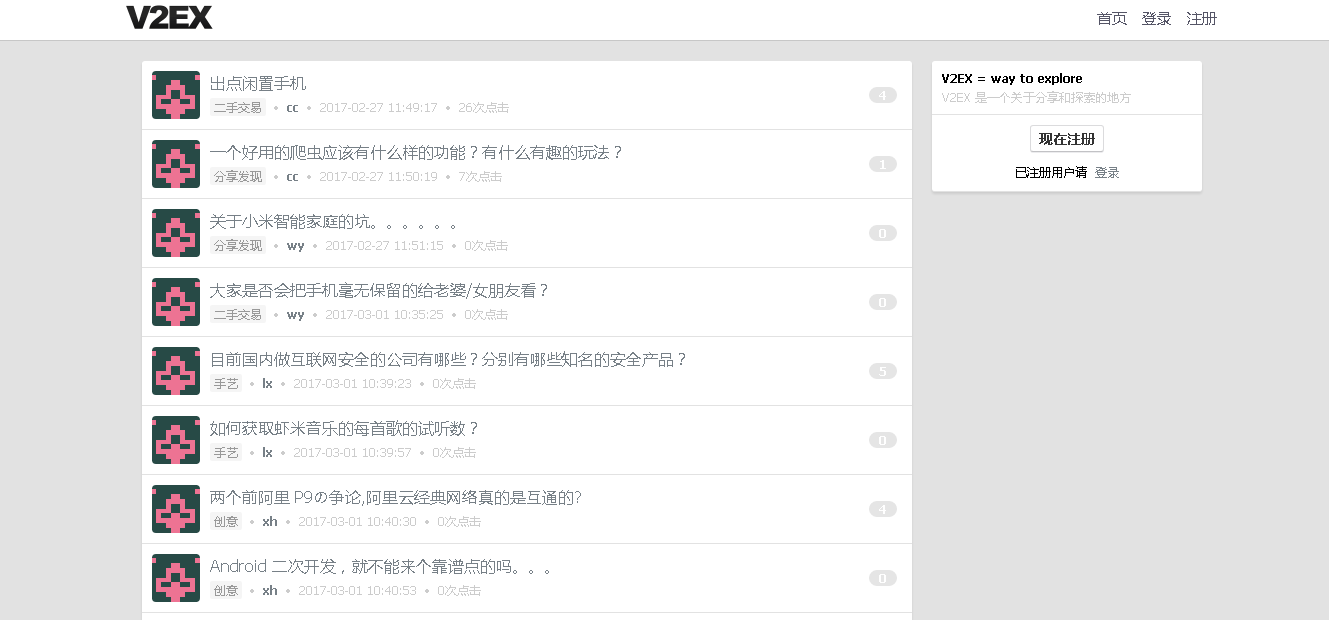 V2EX
首页 登录 注册
出点闲置手机
二手交易 • cc • 2017-02-27 11:49:17 • 26次点击
4
一个好用的爬虫应该有什么样的功能？有什么有趣的玩法？
分享发现 • cc • 2017-02-27 11:50:19 • 7次点击
1
关于小米智能家庭的坑。。。。。。
分享发现 • wy • 2017-02-27 11:51:15 • 0次点击
0
大家是否会把手机毫无保留的给老婆/女朋友看？
二手交易 • wy • 2017-03-01 10:35:25 • 0次点击
0
目前国内做互联网安全的公司有哪些？分别有哪些知名的安全产品？
手艺 • lx • 2017-03-01 10:39:23 • 0次点击
5
如何获取虾米音乐的每首歌的试听数？
手艺 • lx • 2017-03-01 10:39:57 • 0次点击
0
两个前阿里 P9の争论,阿里云经典网络真的是互通的?
创意 • xh • 2017-03-01 10:40:30 • 0次点击
4
Android 二次开发，就不能来个靠谱点的吗。。。
创意 • xh • 2017-03-01 10:40:53 • 0次点击
0
V2EX = way to explore
V2EX 是一个关于分享和探索的地方
现在注册
已注册用户请 登录